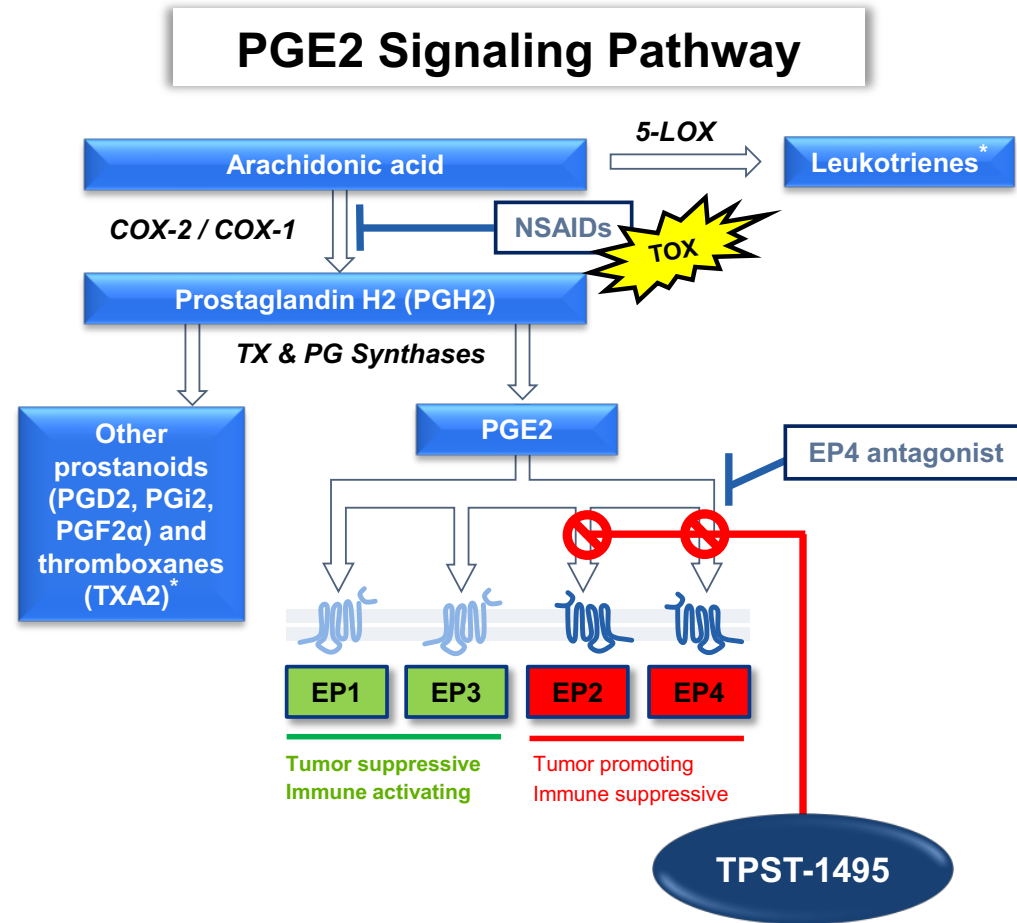 PGE2 Signaling Pathway
5-LOX
Arachidonic acid
Leukotrienes*
COX-2 / COX-1
NSAIDs
TOX
Prostaglandin H2 (PGH2)
TX & PG Synthases
Other
prostanoids
(PGD2, PGi2,
PGF2α) and
thromboxanes
(TXA2)*
PGE2
EP4 antagonist
EP1
EP3
EP2
EP4
Tumor suppressive
Immune activating
Tumor promoting
Immune suppressive
TPST-1495